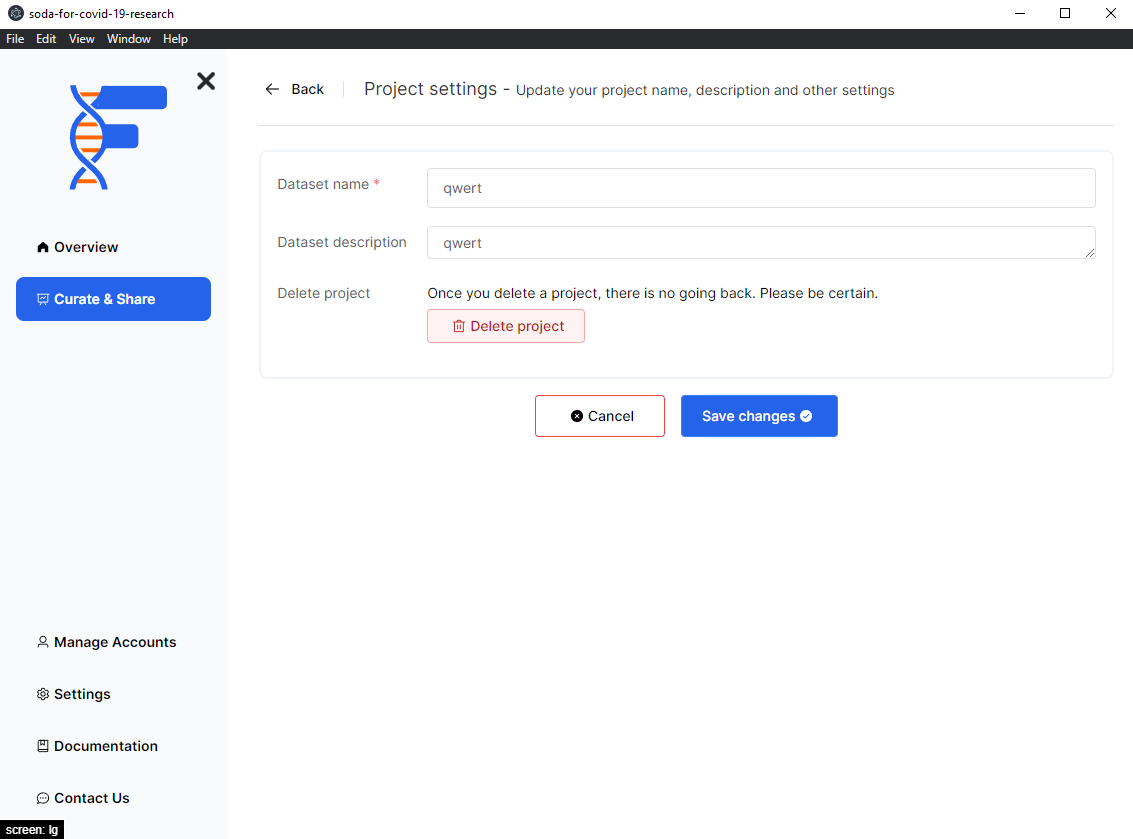 soda-for-covid-19-research
File Edit View Window Help
Back
Project settings - Update your project name, description and other settings
Dataset name *
qwert
Dataset description
qwert
Delete project
Once you delete a project, there is no going back. Please be certain.
Delete project
Cancel
Save changes
Overview
Curate & Share
Manage Accounts
Settings
Documentation
Contact Us
screen: lg